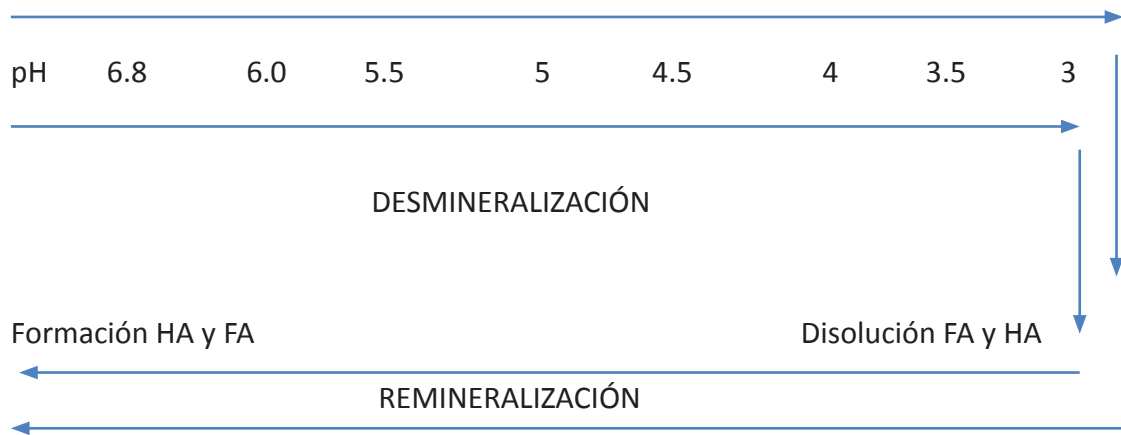 pH 6.8 6.0 5.5 5 4.5 4 3.5 3
DESMINERALIZACIÓN
Formación HA y FA Disolución FA y HA
REMINERALIZACIÓN